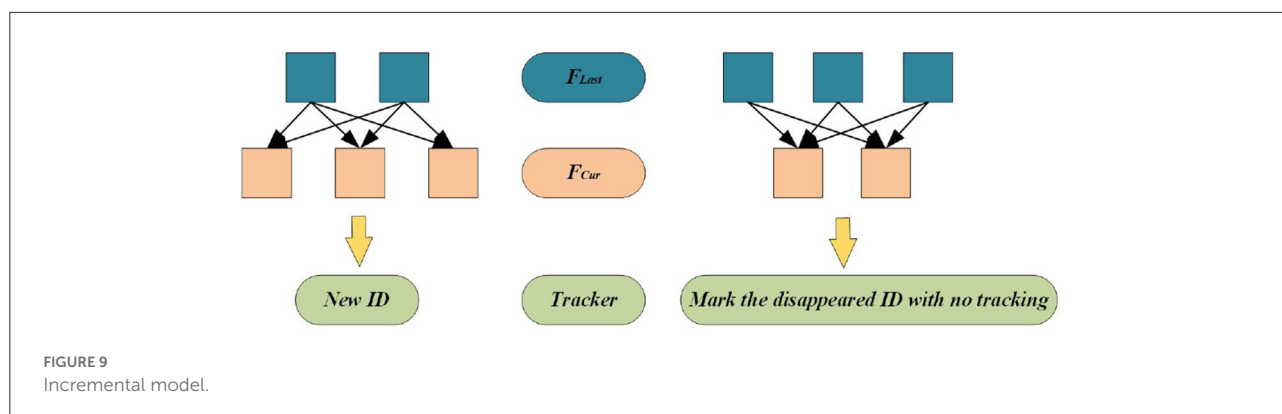 F_Last
F_Cur
New ID
Tracker
Mark the disappeared ID with no tracking
FIGURE 9
Incremental model.